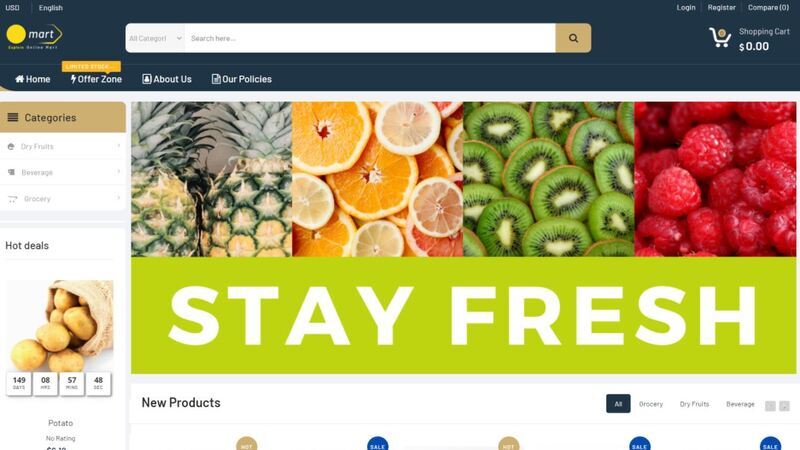 USD
English
Login
Register
Compare (0)
mart
Online Mart
All Categori
Search here...
0
Shopping Cart
$ 0.00
LIMITED STOCK...
Home
Offer Zone
About Us
Our Policies
Categories
Dry Fruits
Beverage
Grocery
Hot deals
149 08 57 48
DAYS HRS MINS SEC
Potato
No Rating
STAY FRESH
New Products
All
Grocery
Dry Fruits
Beverage
HOT
SALE
HOT
SALE
SALE